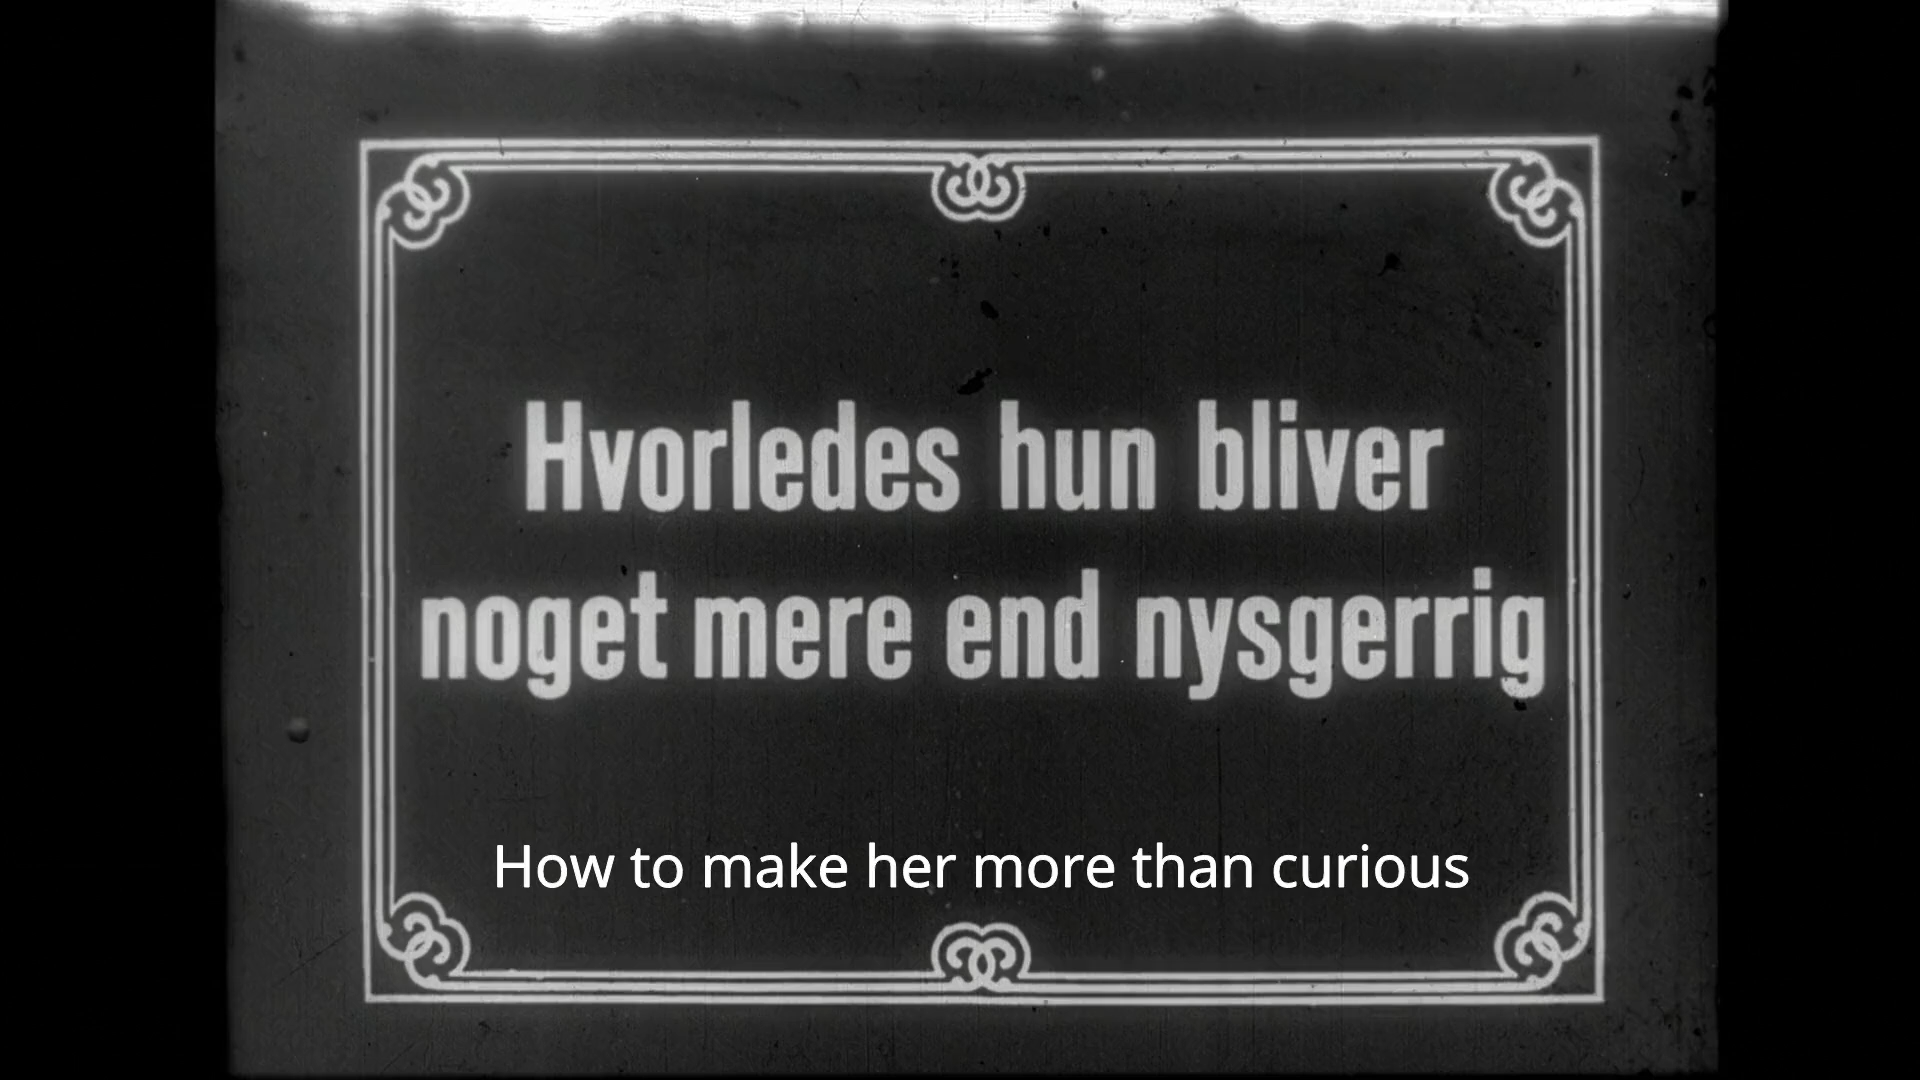 Hvorledes hun bliver
noget mere end nysgerrig
How to make her more than curious